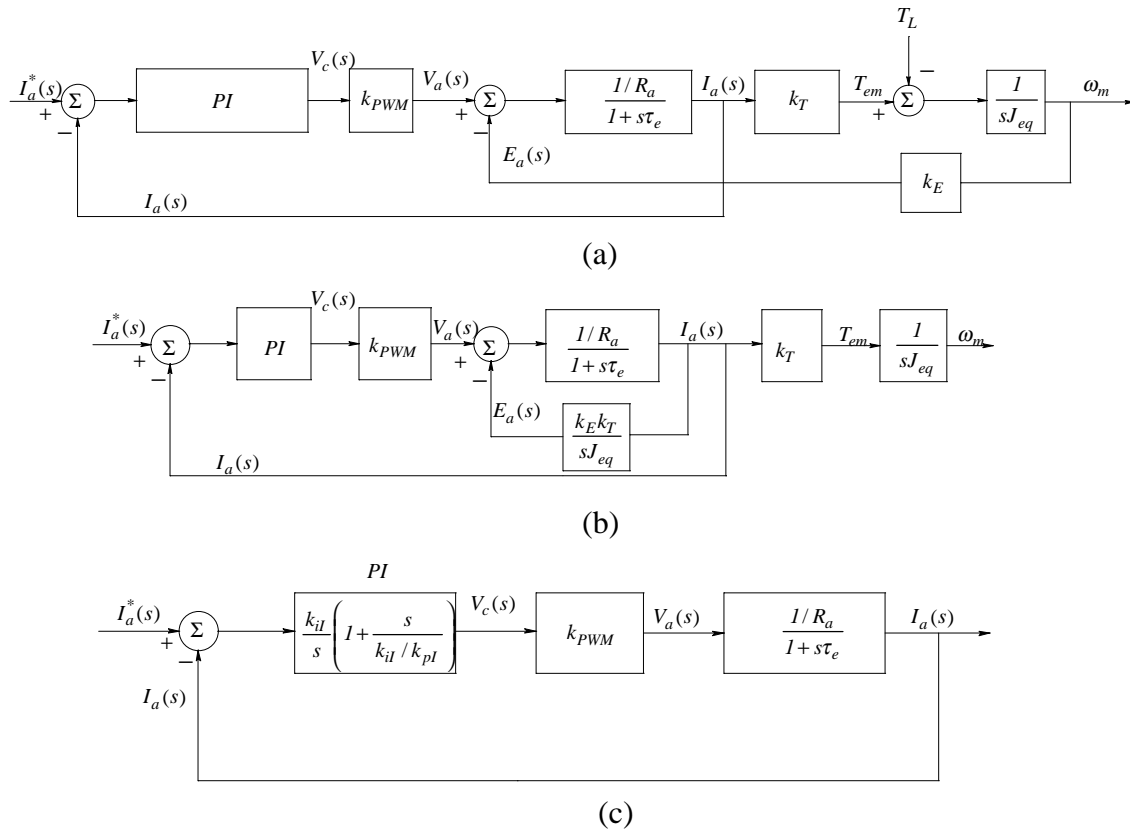 T_L
I_a^*(s) + − Σ PI V_c(s) k_PWM V_a(s) + − Σ 1/R_a / 1+sτ_e I_a(s) k_T T_em + − Σ 1 / sJ_eq ω_m
E_a(s) k_E
I_a(s)
(a)
I_a^*(s) + − Σ PI V_c(s) k_PWM V_a(s) + − Σ 1/R_a / 1+sτ_e I_a(s) k_T T_em 1 / sJ_eq ω_m
E_a(s) k_E k_T / sJ_eq
I_a(s)
(b)
PI
I_a^*(s) + − Σ k_iI / s (1 + s / k_iI/k_pI) V_c(s) k_PWM V_a(s) 1/R_a / 1+sτ_e I_a(s)
I_a(s)
(c)